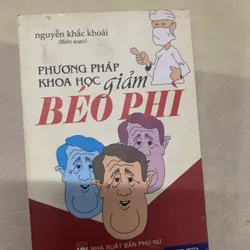 nguyễn khắc khoái
(Biên soạn)
PHƯƠNG PHÁP
KHOA HỌC
giảm
BÉO PHÌ
NHÀ XUẤT BẢN PHỤ NỮ